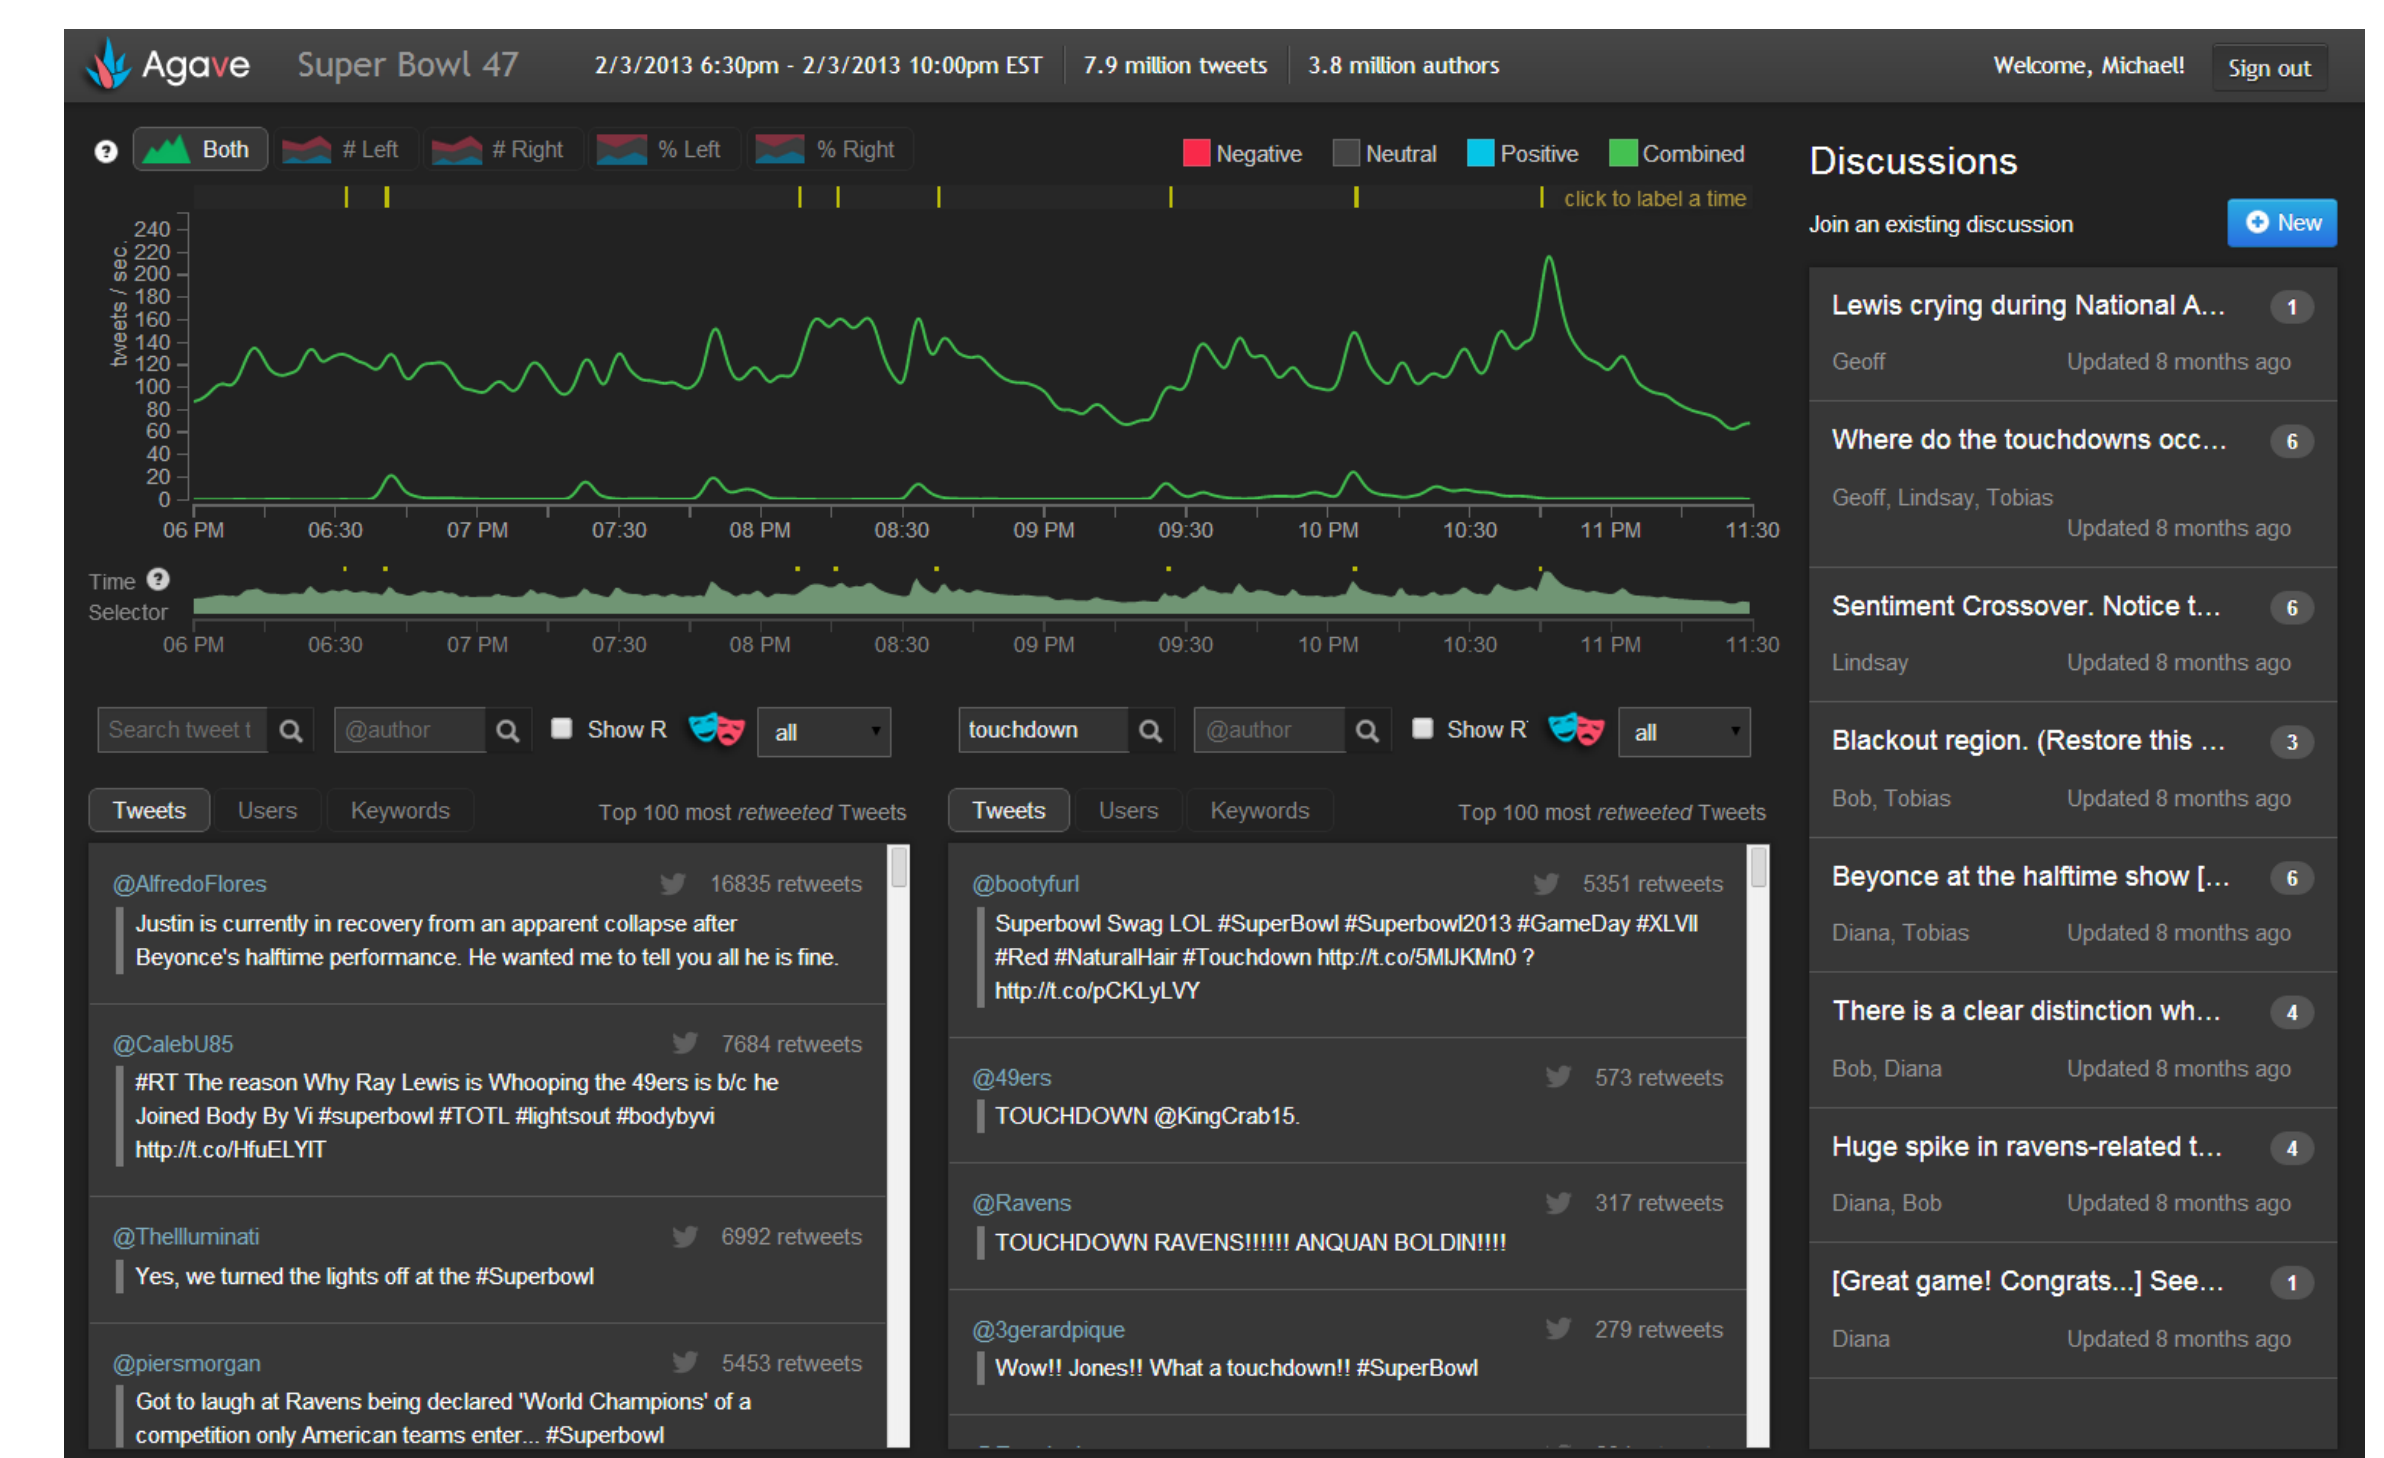 Agave Super Bowl 47 2/3/2013 6:30pm - 2/3/2013 10:00pm EST 7.9 million tweets 3.8 million authors Welcome, Michael! Sign out
? Both # Left # Right % Left % Right Negative Neutral Positive Combined
click to label a time
tweets / sec.
240
220
200
180
160
140
120
100
80
60
40
20
0
06 PM 06:30 07 PM 07:30 08 PM 08:30 09 PM 09:30 10 PM 10:30 11 PM 11:30
Time ?
Selector
06 PM 06:30 07 PM 07:30 08 PM 08:30 09 PM 09:30 10 PM 10:30 11 PM 11:30
Search tweet t @author Show R all
Tweets Users Keywords Top 100 most retweeted Tweets
@AlfredoFlores 16835 retweets
Justin is currently in recovery from an apparent collapse after
Beyonce's halftime performance. He wanted me to tell you all he is fine.
@CalebU85 7684 retweets
#RT The reason Why Ray Lewis is Whooping the 49ers is b/c he
Joined Body By Vi #superbowl #TOTL #lightsout #bodybyvi
http://t.co/HfuELYIT
@TheIlluminati 6992 retweets
Yes, we turned the lights off at the #Superbowl
@piersmorgan 5453 retweets
Got to laugh at Ravens being declared 'World Champions' of a
competition only American teams enter... #Superbowl
touchdown @author Show R all
Tweets Users Keywords Top 100 most retweeted Tweets
@bootyfurl 5351 retweets
Superbowl Swag LOL #SuperBowl #Superbowl2013 #GameDay #XLVII
#Red #NaturalHair #Touchdown http://t.co/5MIJKMn0 ?
http://t.co/pCKLyLVY
@49ers 573 retweets
TOUCHDOWN @KingCrab15.
@Ravens 317 retweets
TOUCHDOWN RAVENS!!!!!! ANQUAN BOLDIN!!!!
@3gerardpique 279 retweets
Wow!! Jones!! What a touchdown!! #SuperBowl
Discussions
Join an existing discussion New
Lewis crying during National A... 1
Geoff Updated 8 months ago
Where do the touchdowns occ... 6
Geoff, Lindsay, Tobias
Updated 8 months ago
Sentiment Crossover. Notice t... 6
Lindsay Updated 8 months ago
Blackout region. (Restore this ... 3
Bob, Tobias Updated 8 months ago
Beyonce at the halftime show [... 6
Diana, Tobias Updated 8 months ago
There is a clear distinction wh... 4
Bob, Diana Updated 8 months ago
Huge spike in ravens-related t... 4
Diana, Bob Updated 8 months ago
[Great game! Congrats...] See... 1
Diana Updated 8 months ago